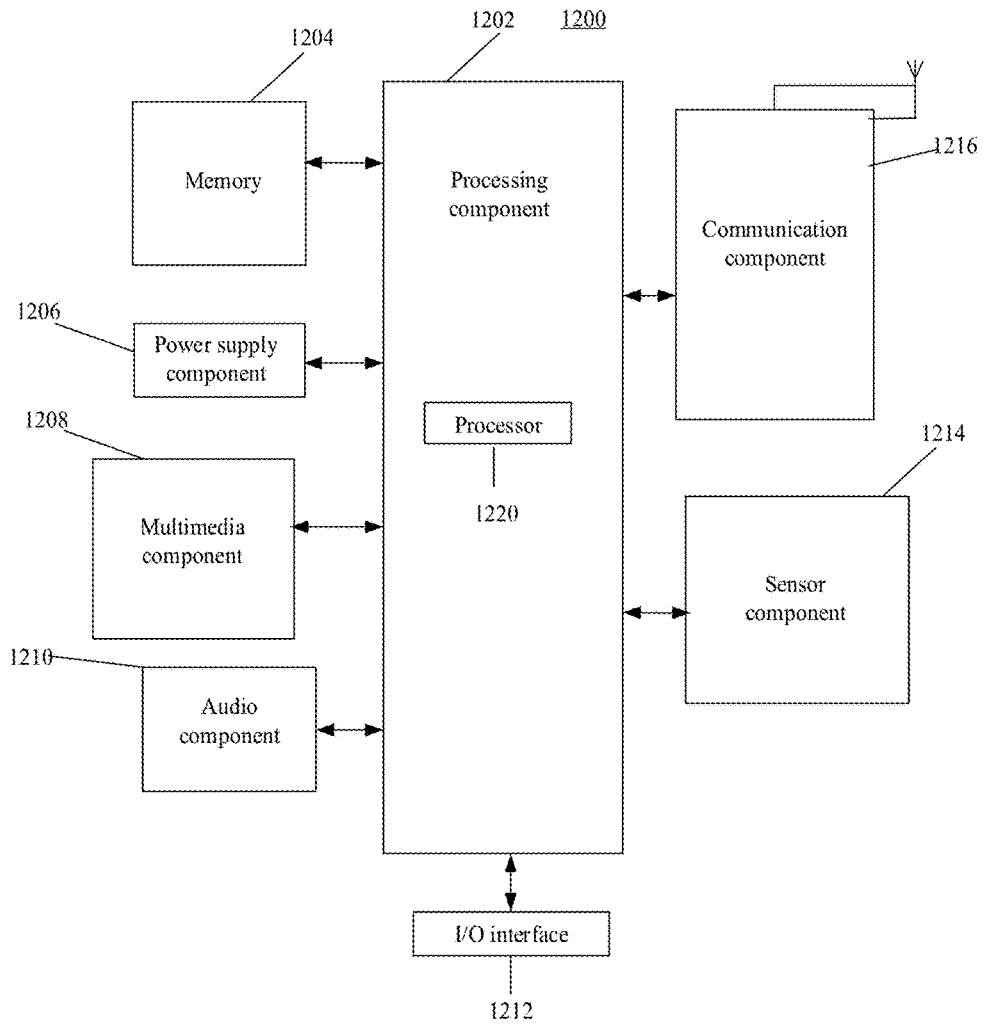 1202
1200
1204
Memory
Processing
component
1216
Communication
component
1206
Power supply
component
Processor
1220
1208
Multimedia
component
1214
Sensor
component
1210
Audio
component
I/O interface
1212